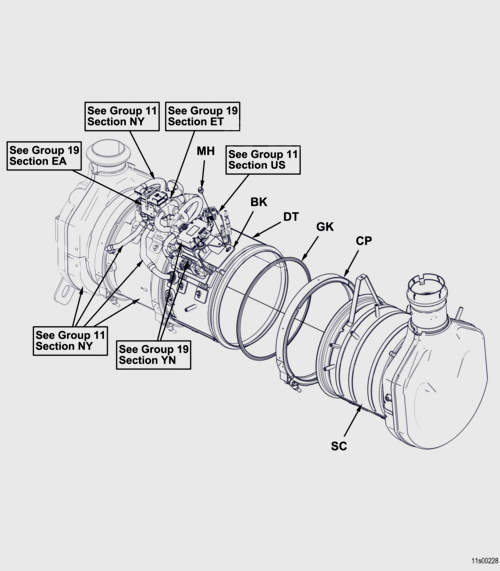 See Group 11
Section NY
See Group 19
Section ET
See Group 19
Section EA
MH
See Group 11
Section US
BK
DT
GK
CP
See Group 11
Section NY
See Group 19
Section YN
SC
11s00228